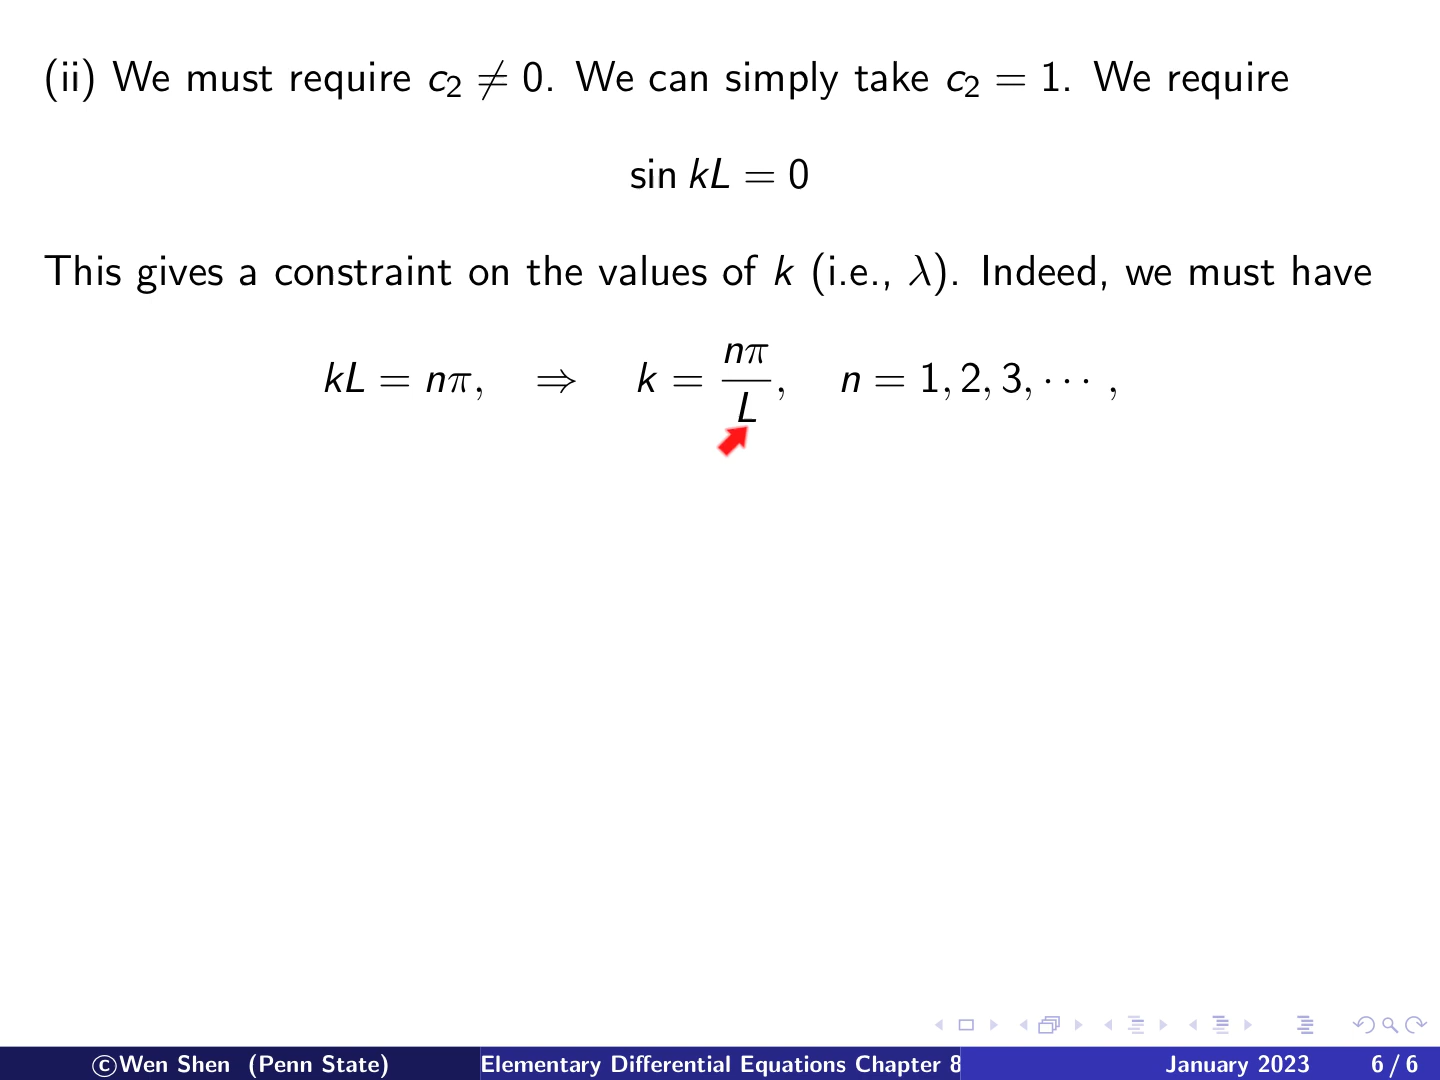 (ii) We must require c₂ ≠ 0. We can simply take c₂ = 1. We require
sin kL = 0
This gives a constraint on the values of k (i.e., λ). Indeed, we must have
kL = nπ, ⇒ k = nπ/L, n = 1, 2, 3, ⋯ ,
©Wen Shen (Penn State) Elementary Differential Equations Chapter 8 January 2023 6 / 6